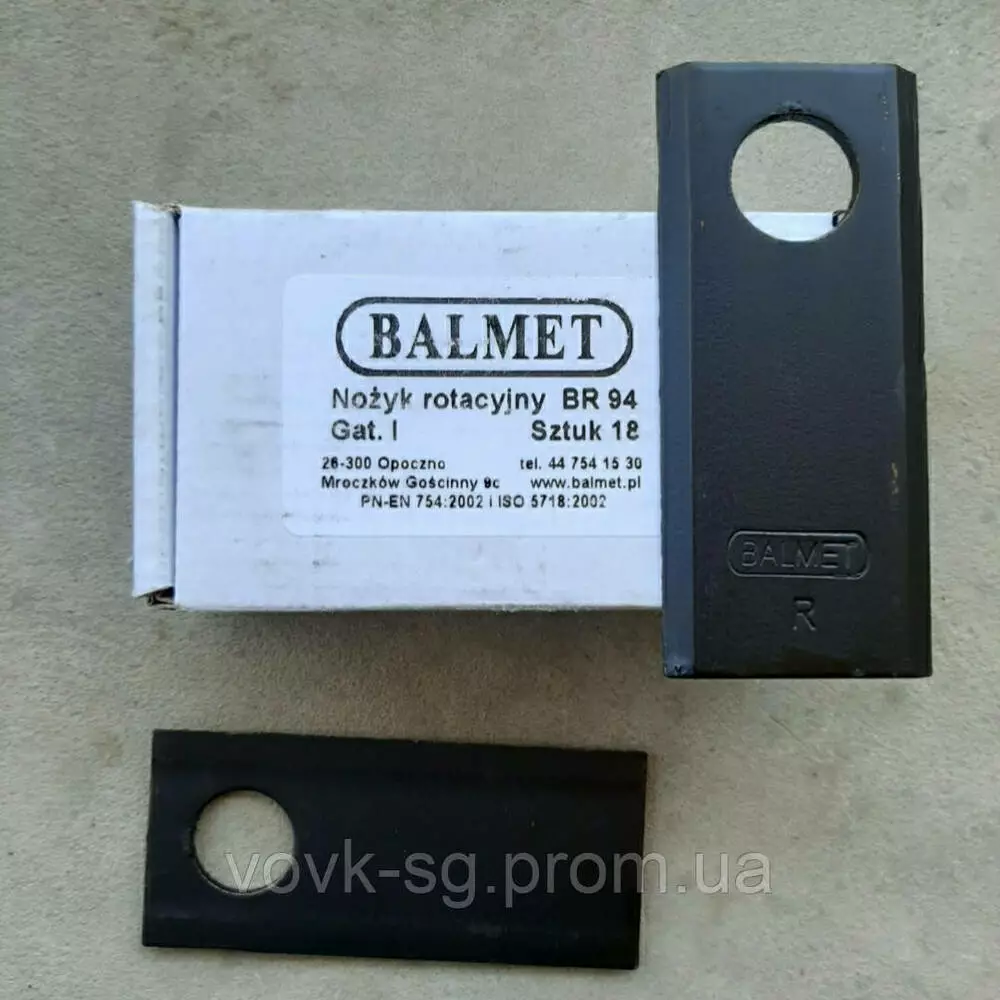 BALMET
Nożyk rotacyjny BR 94
Gat. I Sztuk 18
26-300 Opoczno tel. 44 754 15 30
Mroczków Gościnny 9c www.balmet.pl
PN-EN 754:2002 i ISO 5718:2002
BALMET
R
vovk-sg.prom.ua